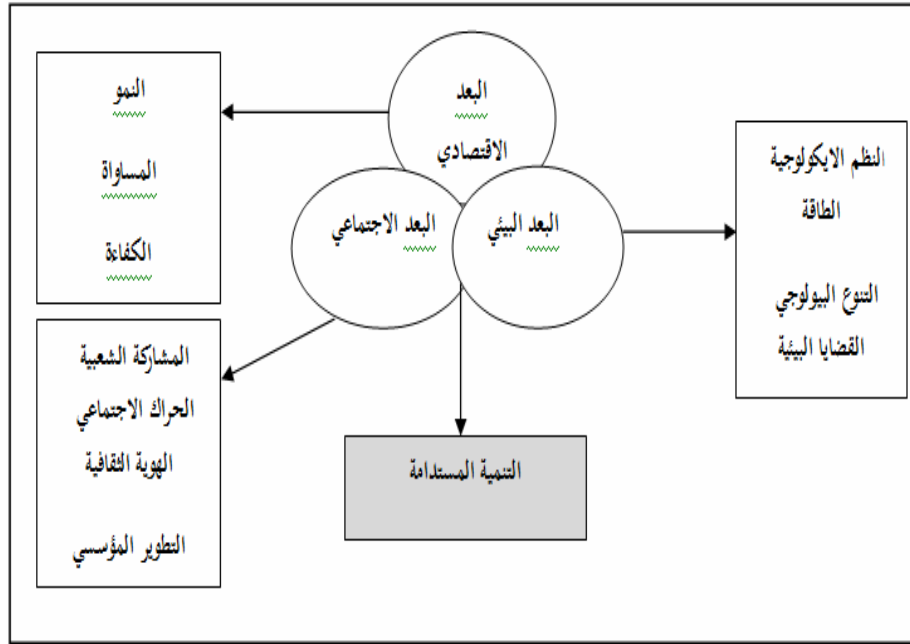 البعد
الاقتصادي
البعد البيئي
البعد الاجتماعي
النظم الايكولوجية
الطاقة
التنوع البيولوجي
القضايا البيئية
النمو
المساواة
الكفاءة
المشاركة الشعبية
الحراك الاجتماعي
الهوية الثقافية
التطوير المؤسسي
التنمية المستدامة